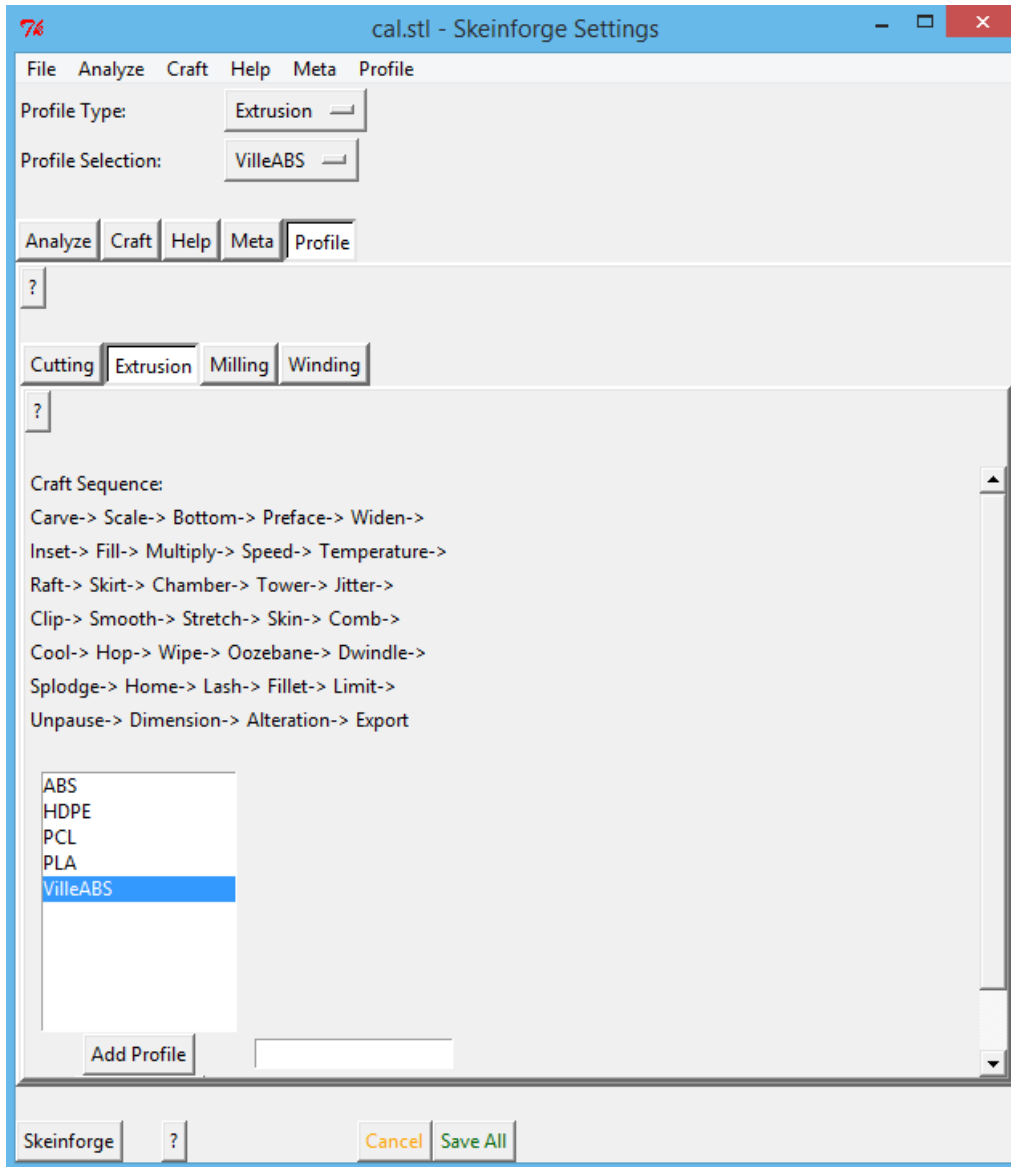 cal.stl - Skeinforge Settings
File Analyze Craft Help Meta Profile
Profile Type: Extrusion
Profile Selection: VilleABS
Analyze Craft Help Meta Profile
?
Cutting Extrusion Milling Winding
?
Craft Sequence:
Carve-> Scale-> Bottom-> Preface-> Widen->
Inset-> Fill-> Multiply-> Speed-> Temperature->
Raft-> Skirt-> Chamber-> Tower-> Jitter->
Clip-> Smooth-> Stretch-> Skin-> Comb->
Cool-> Hop-> Wipe-> Oozebane-> Dwindle->
Splodge-> Home-> Lash-> Fillet-> Limit->
Unpause-> Dimension-> Alteration-> Export
ABS
HDPE
PCL
PLA
VilleABS
Add Profile
Skeinforge ? Cancel Save All